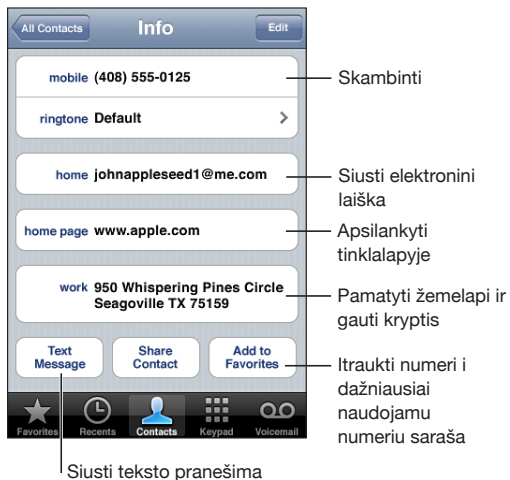 All Contacts
Info
Edit
mobile (408) 555-0125
Skambinti
ringtone Default
home johnappleseed1@me.com
Siusti elektronini
laiška
home page www.apple.com
Apsilankyti
tinklalapyje
work 950 Whispering Pines Circle
Seagoville TX 75159
Pamatyti žemelapi ir
gauti kryptis
Text
Message
Share
Contact
Add to
Favorites
Itraukti numeri i
dažniausiai
naudojamu
numeriu saraša
Favorites
Recents
Contacts
Keypad
Voicemail
Siusti teksto pranešima